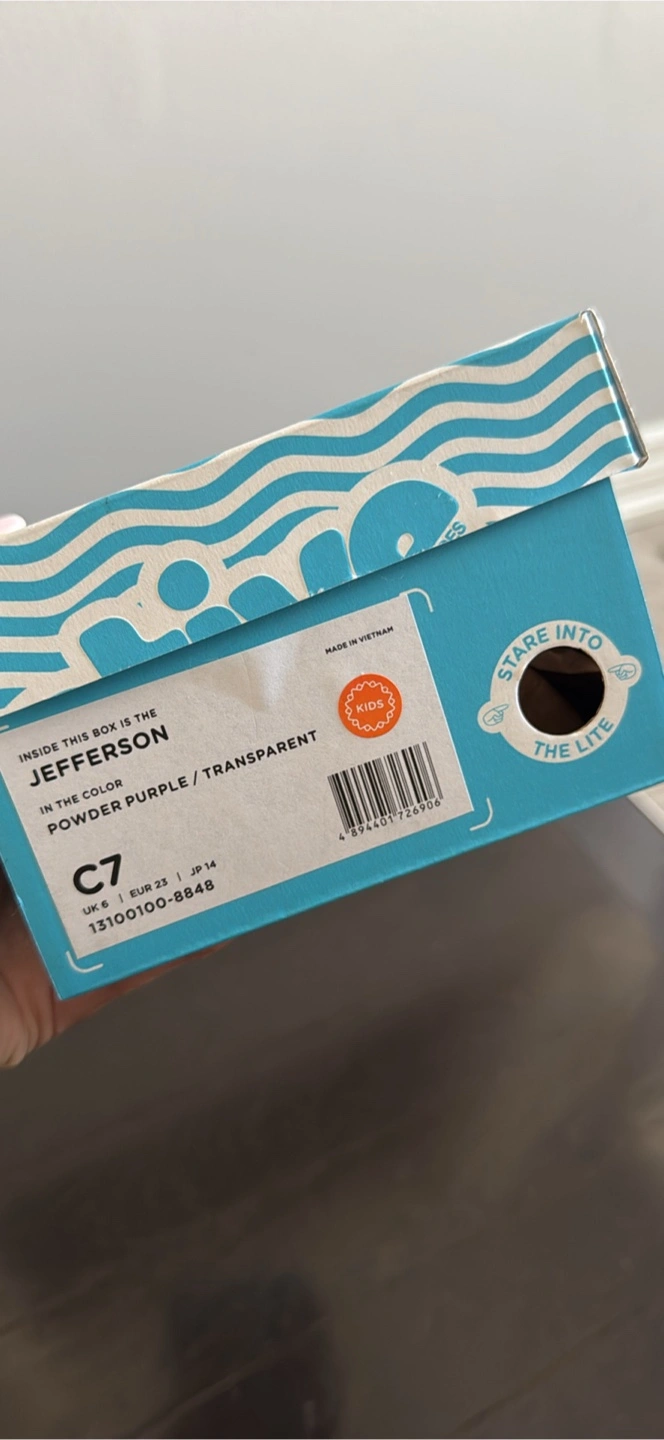 MADE IN VIETNAM
INSIDE THIS BOX IS THE
JEFFERSON
KIDS
IN THE COLOR
POWDER PURPLE / TRANSPARENT
4 894401 726906
C7
UK 6 | EUR 23 | JP 14
13100100-8848
STARE INTO
THE LITE